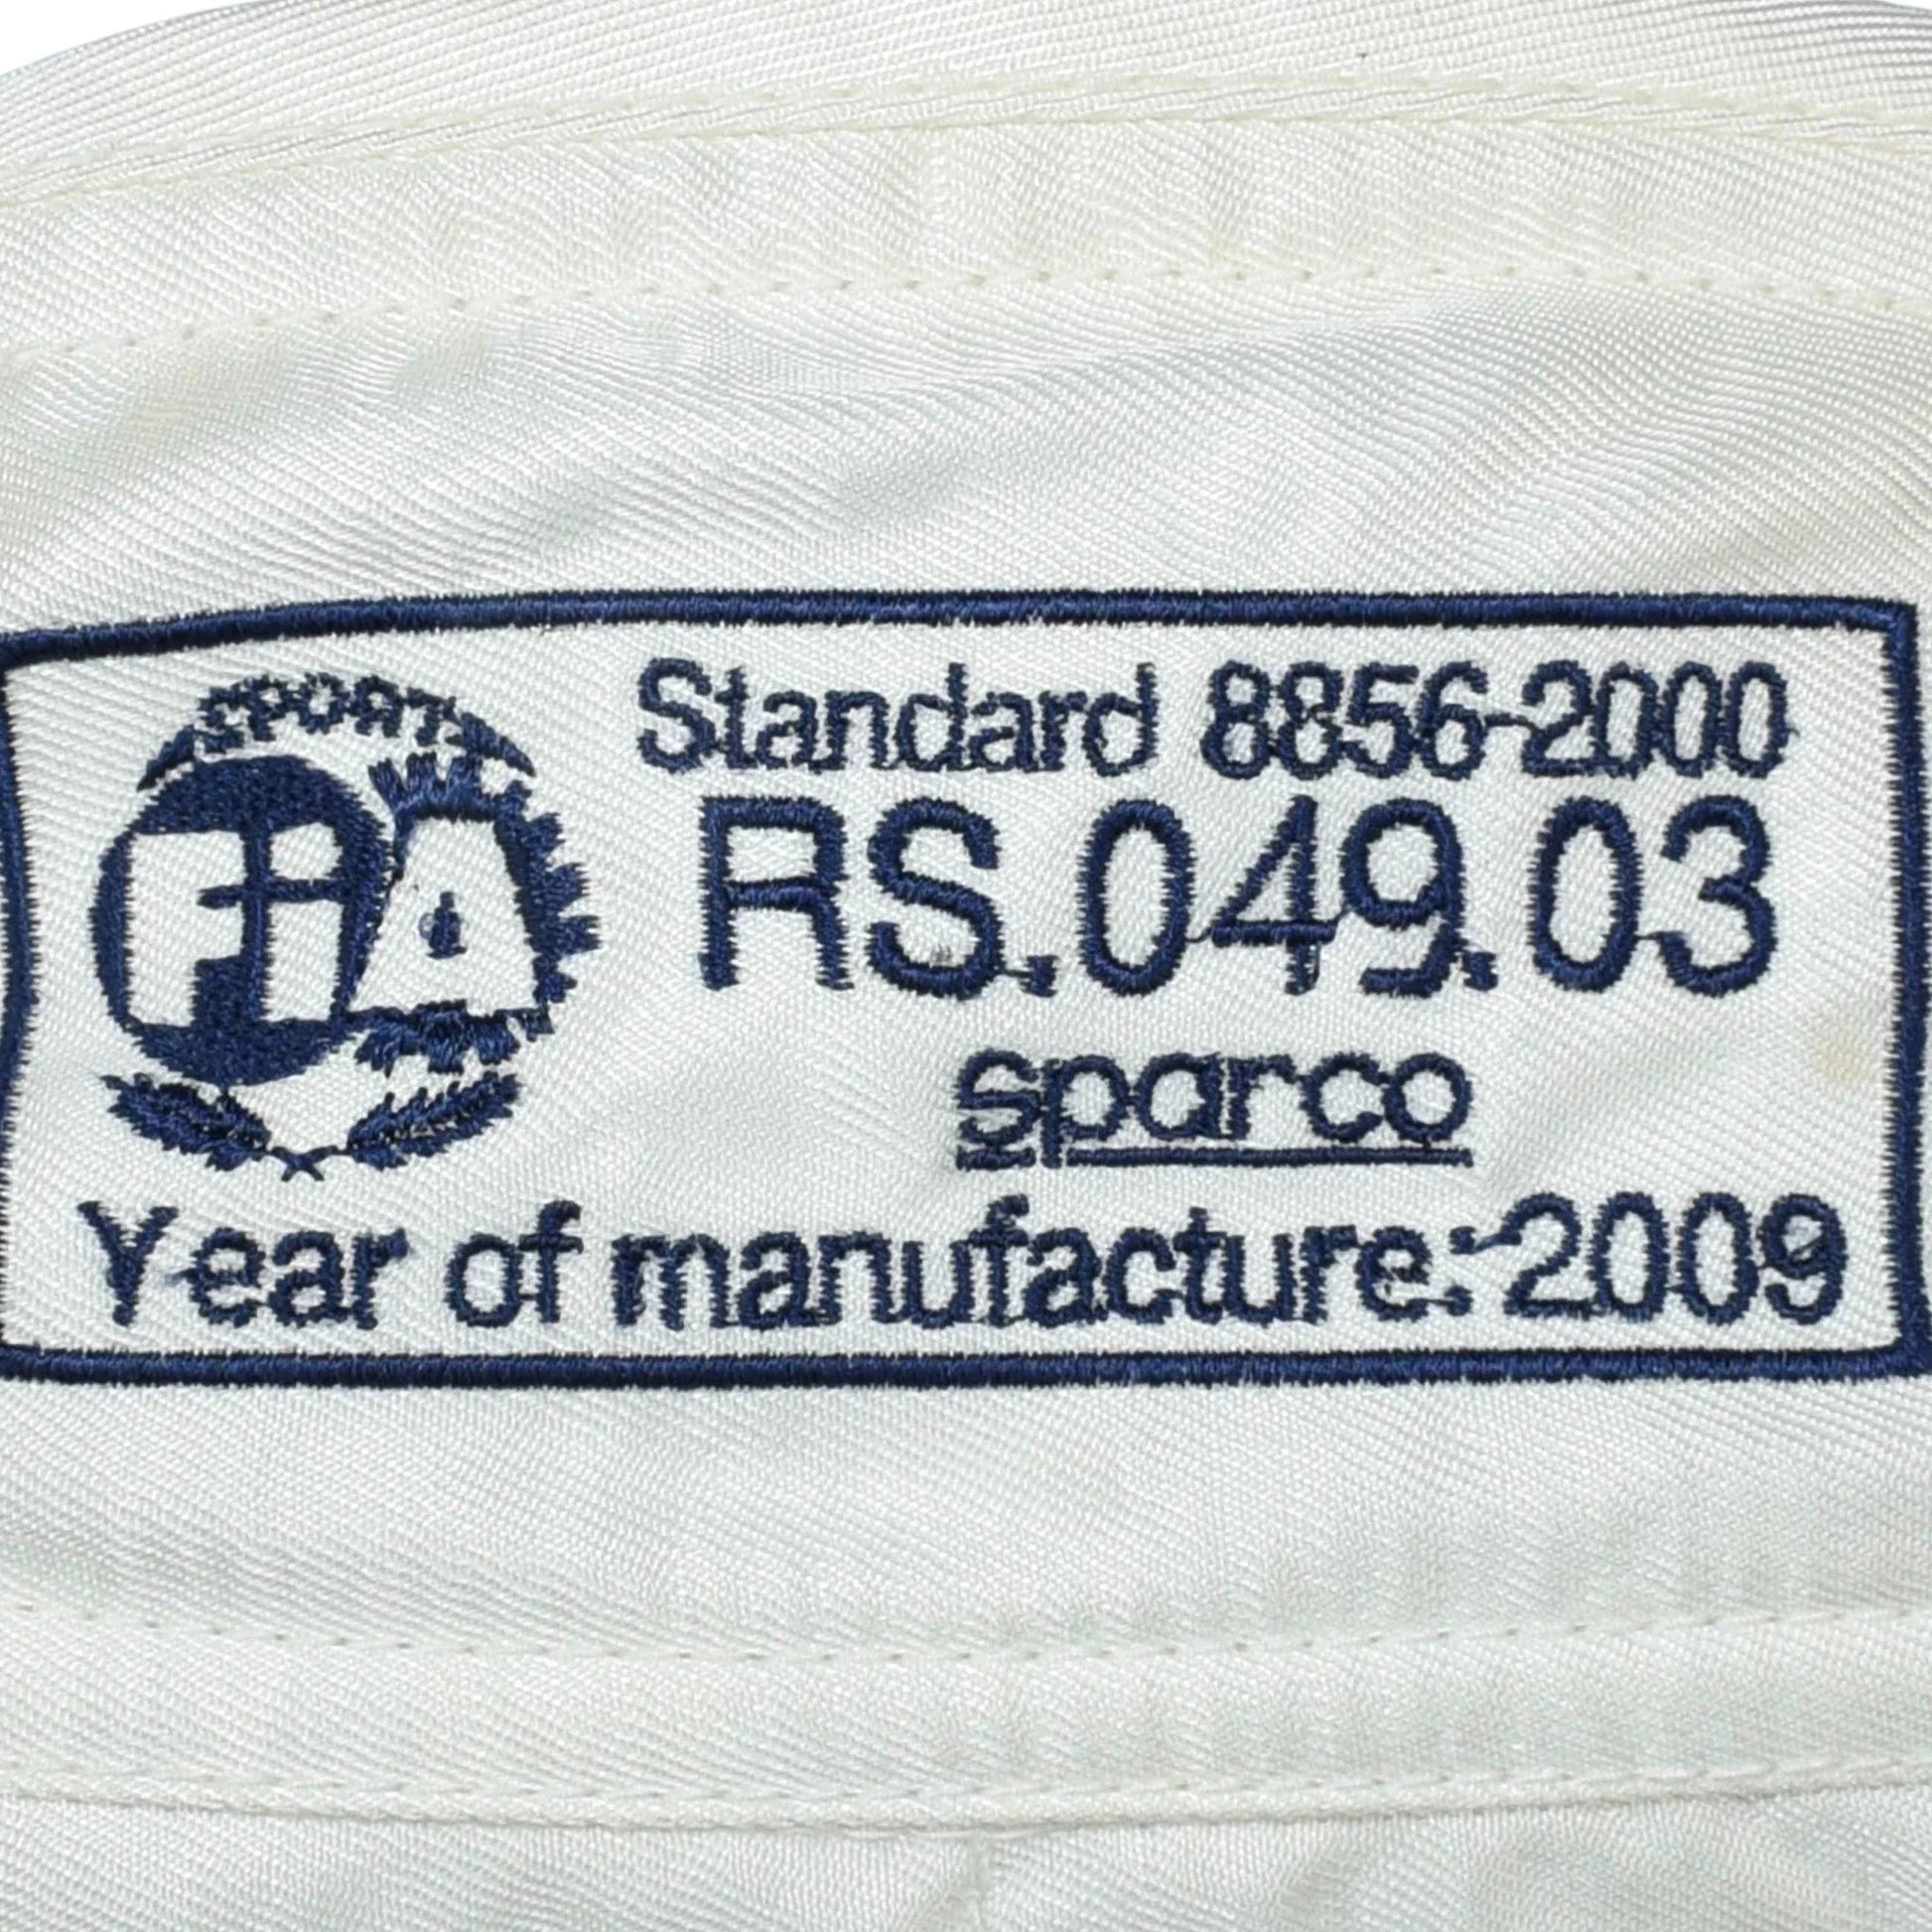 SPORT
FiA
Standard 8856-2000
RS.049.03
sparco
Year of manufacture: 2009